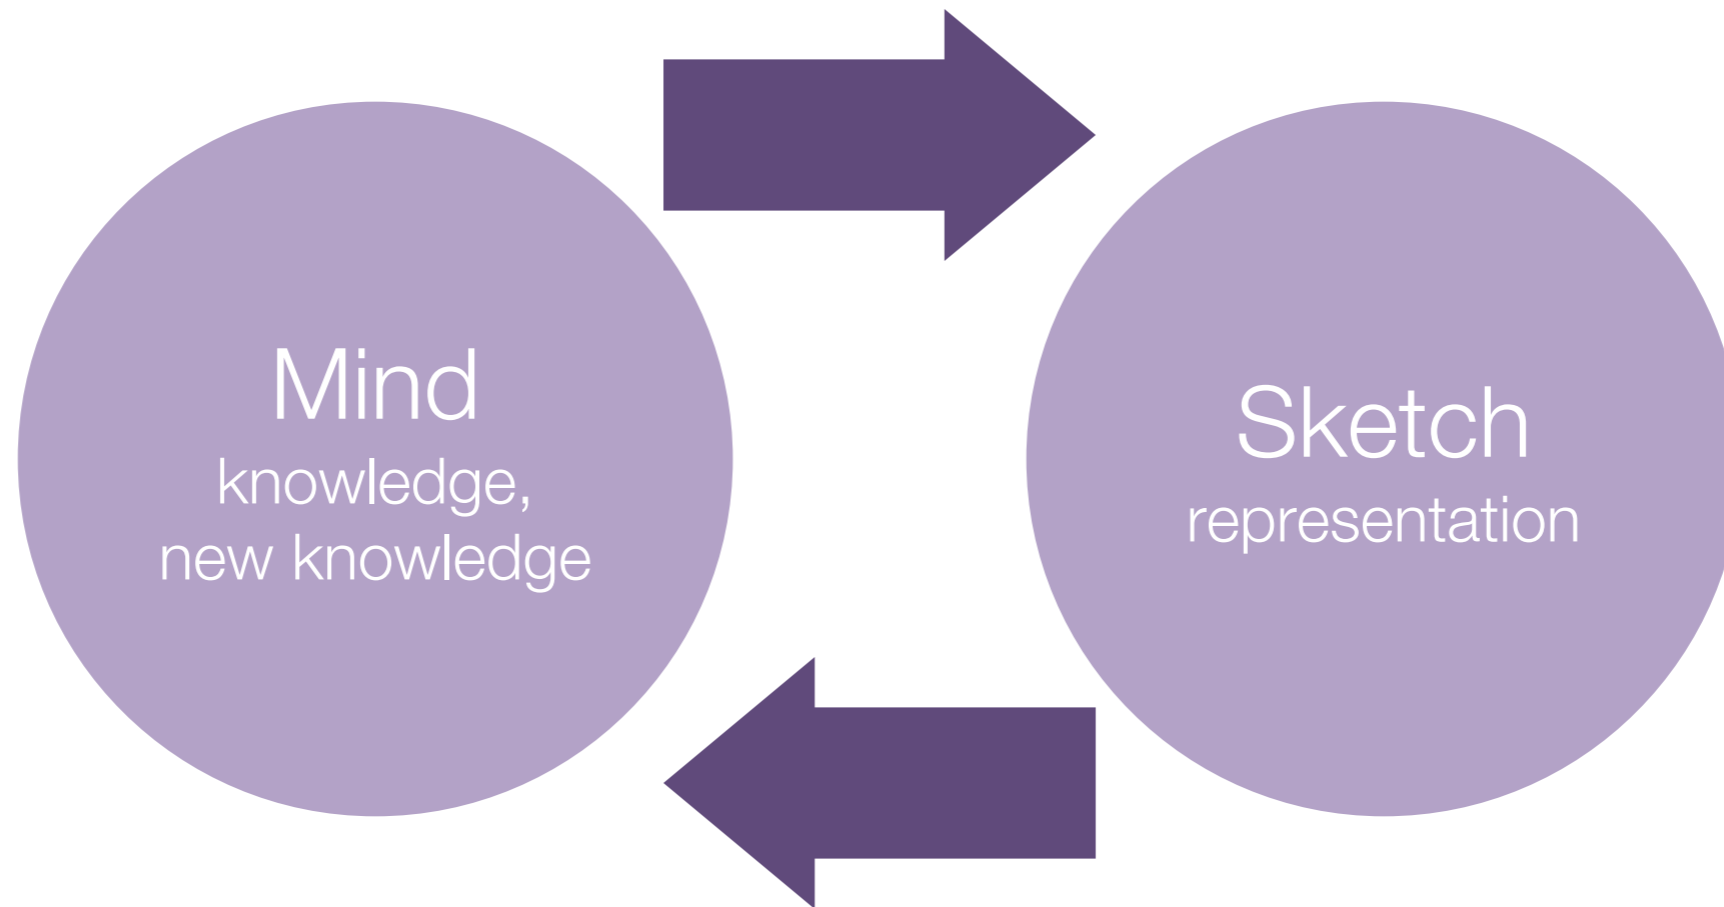 Mind
knowledge,
new knowledge
Sketch
representation